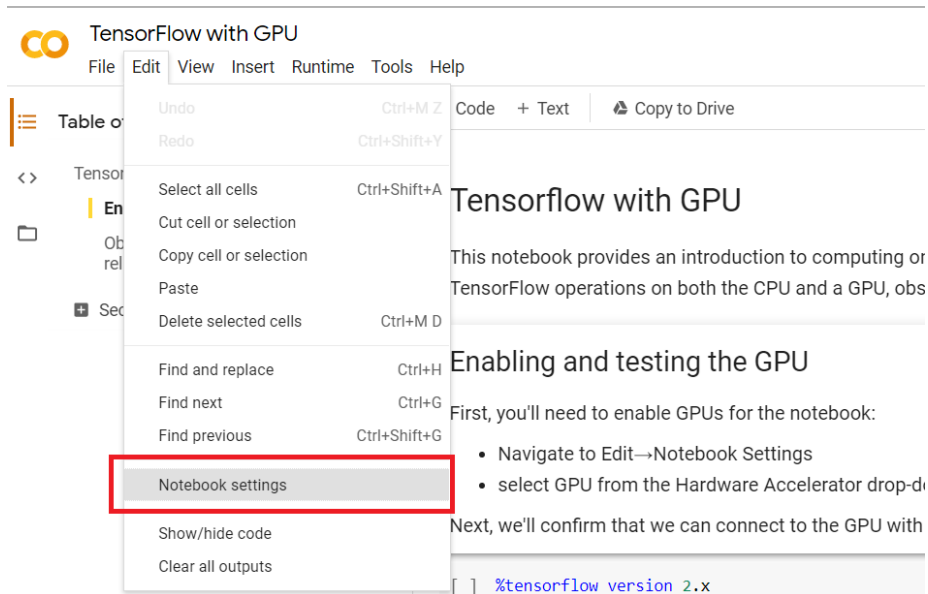 TensorFlow with GPU
File Edit View Insert Runtime Tools Help
Undo Ctrl+M Z
Redo Ctrl+Shift+Y
Select all cells Ctrl+Shift+A
Cut cell or selection
Copy cell or selection
Paste
Delete selected cells Ctrl+M D
Find and replace Ctrl+H
Find next Ctrl+G
Find previous Ctrl+Shift+G
Notebook settings
Show/hide code
Clear all outputs
Table o
Tensor
En
Ob
rel
Sec
Code + Text Copy to Drive
Tensorflow with GPU
This notebook provides an introduction to computing on
TensorFlow operations on both the CPU and a GPU, obs
Enabling and testing the GPU
First, you'll need to enable GPUs for the notebook:
• Navigate to Edit→Notebook Settings
• select GPU from the Hardware Accelerator drop-do
Next, we'll confirm that we can connect to the GPU with
[ ] %tensorflow_version 2.x